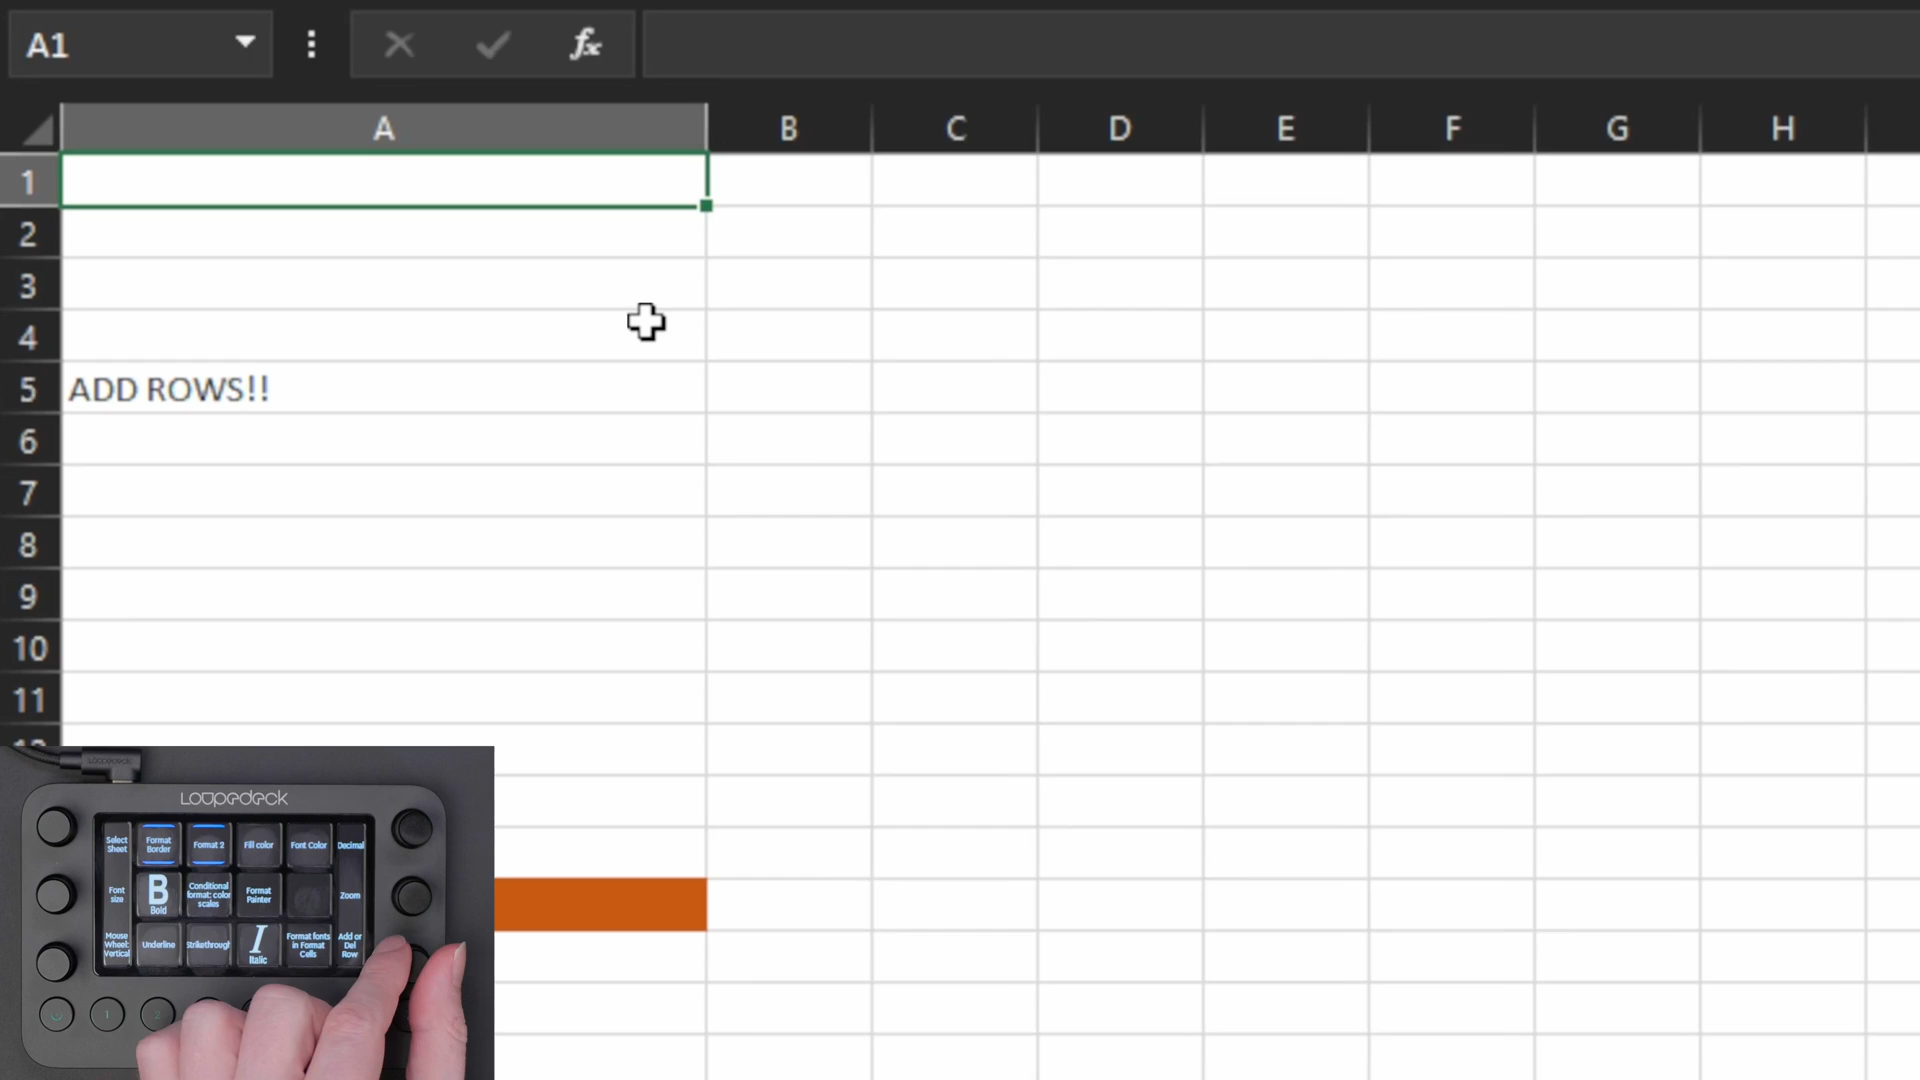 A1
fx
A B C D E F G H
1
2
3
4
5 ADD ROWS!!
6
7
8
9
10
11
Loupedeck
Select Sheet
Format Border
Format 2
Fill color
Font Color
Decimal
Font size
B
Bold
Conditional format: color scales
Format Painter
Zoom
Mouse Wheel: Vertical
Underline
Strikethrough
I
Italic
Format fonts in Format Cells
Add or Del Row
1
2